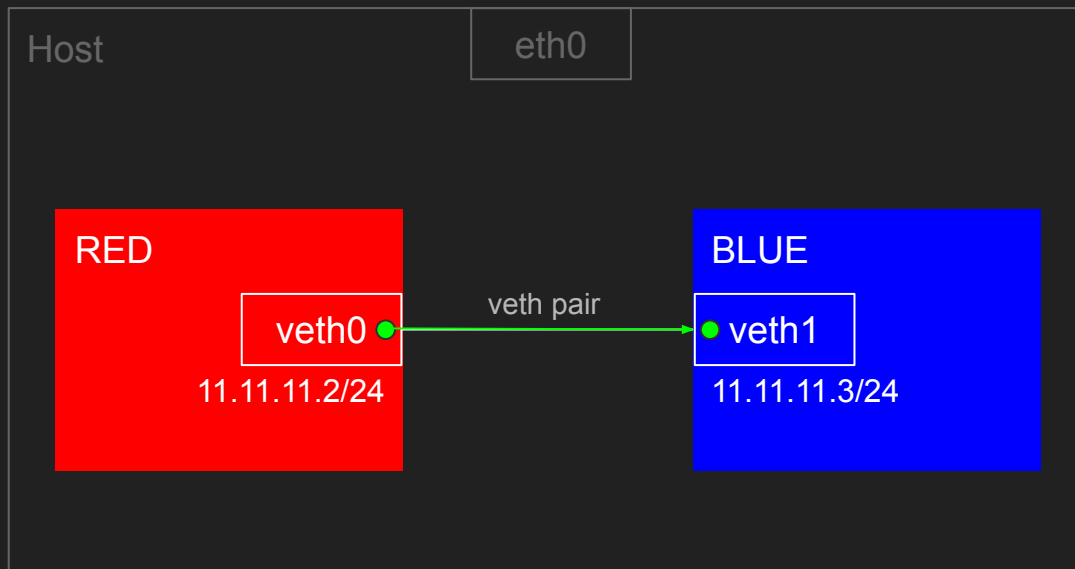 Host
eth0
RED
BLUE
veth pair
veth0
veth1
11.11.11.2/24
11.11.11.3/24